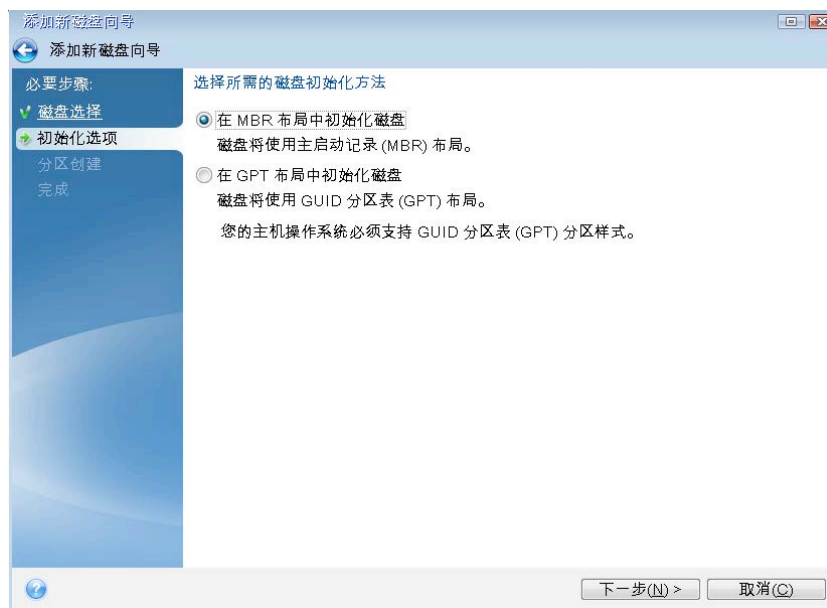 添加新磁盘向导
添加新磁盘向导
必要步骤:
磁盘选择
初始化选项
分区创建
完成
选择所需的磁盘初始化方法
在 MBR 布局中初始化磁盘
磁盘将使用主启动记录 (MBR) 布局。
在 GPT 布局中初始化磁盘
磁盘将使用 GUID 分区表 (GPT) 布局。
您的主机操作系统必须支持 GUID 分区表 (GPT) 分区样式。
下一步(N) >
取消(C)